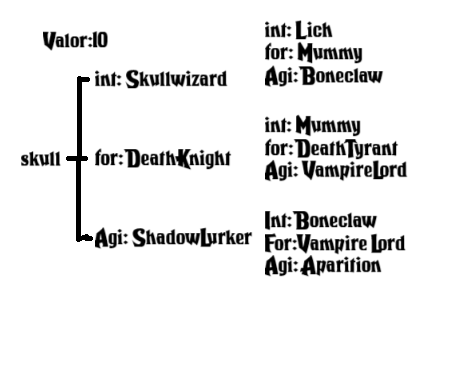 Valor:10
int: Lich
for: Mummy
Agi: Boneclaw
int: Skullwizard
int: Mummy
for: DeathTyrant
Agi: VampireLord
skull
for: DeathKnight
Int: Boneclaw
For:Vampire Lord
Agi: Aparition
Agi: ShadowLurker